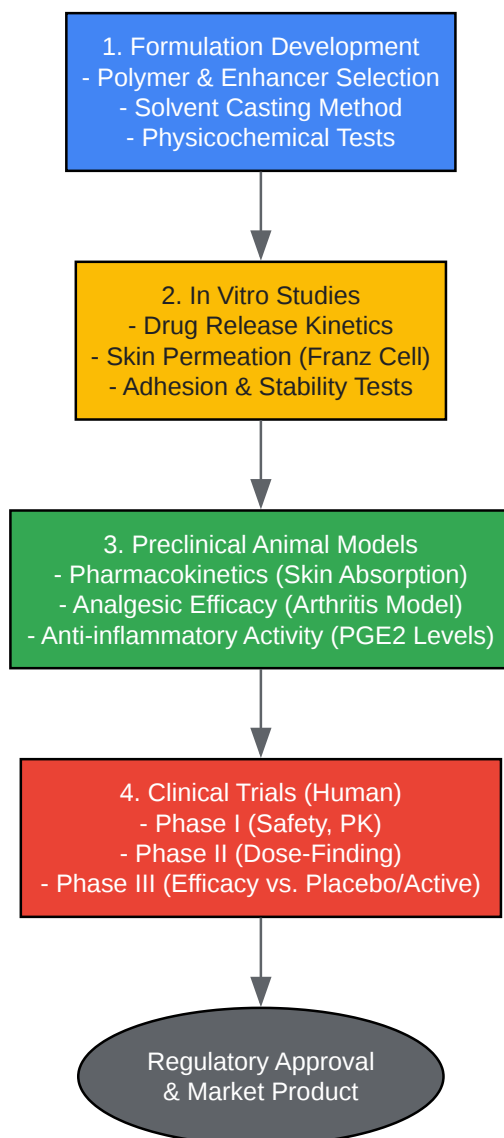 1. Formulation Development
- Polymer & Enhancer Selection
- Solvent Casting Method
- Physicochemical Tests
2. In Vitro Studies
- Drug Release Kinetics
- Skin Permeation (Franz Cell)
- Adhesion & Stability Tests
3. Preclinical Animal Models
- Pharmacokinetics (Skin Absorption)
- Analgesic Efficacy (Arthritis Model)
- Anti-inflammatory Activity (PGE2 Levels)
4. Clinical Trials (Human)
- Phase I (Safety, PK)
- Phase II (Dose-Finding)
- Phase III (Efficacy vs. Placebo/Active)
Regulatory Approval
& Market Product